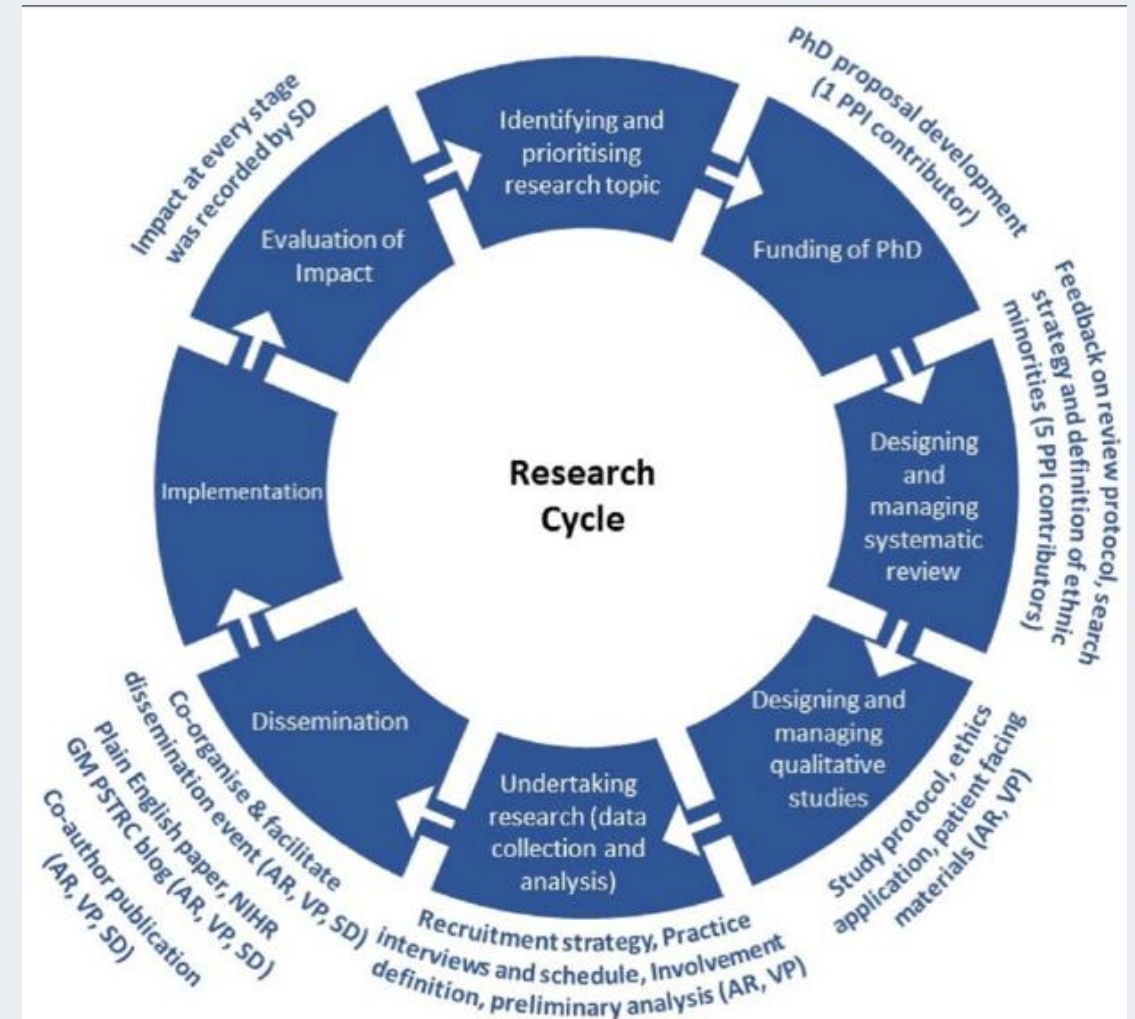 Research
Cycle
Identifying and
prioritising
research topic
PhD proposal development
(1 PPI contributor)
Funding of PhD
Feedback on review protocol, search
strategy and definition of ethnic
minorities (5 PPI contributors)
Designing
and
managing
systematic
review
Study protocol, ethics
application, patient facing
materials (AR, VP)
Designing and
managing
qualitative
studies
Undertaking
research (data
collection and
analysis)
Recruitment strategy, Practice
interviews and schedule, Involvement
definition, preliminary analysis (AR, VP)
Dissemination
Co-organise & facilitate
dissemination event (AR, VP, SD)
Plain English paper, NIHR
GM PSTRC blog (AR, VP, SD)
Co-author publication
(AR, VP, SD)
Implementation
Evaluation of
Impact
Impact at every stage
was recorded by SD